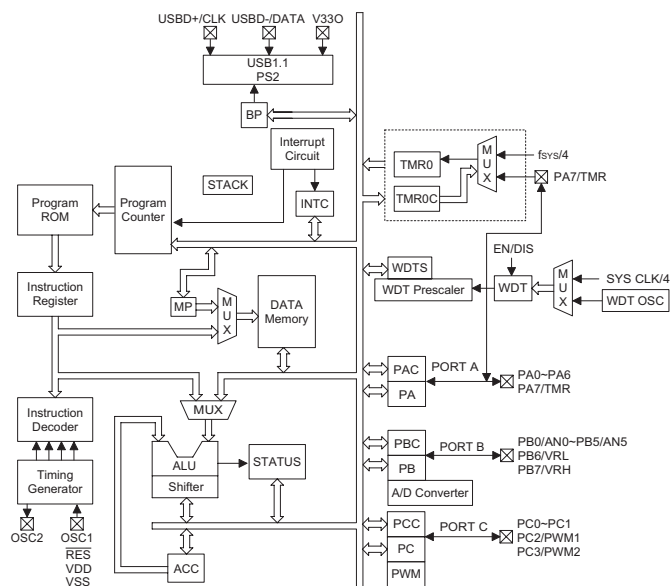 USBD+/CLK USBD-/DATA V33O
USB1.1
PS2
BP
Interrupt
Circuit
STACK
INTC
Program
ROM
Program
Counter
TMR0
TMR0C
M
U
X
fSYS/4
PA7/TMR
Instruction
Register
MP
M
U
X
DATA
Memory
WDTS
WDT Prescaler
EN/DIS
WDT
M
U
X
SYS CLK/4
WDT OSC
PAC
PA
PORT A
PA0~PA6
PA7/TMR
MUX
Instruction
Decoder
ALU
Shifter
STATUS
PBC
PB
PORT B
A/D Converter
PB0/AN0~PB5/AN5
PB6/VRL
PB7/VRH
Timing
Generator
OSC2
OSC1
RES
VDD
VSS
ACC
PCC
PC
PWM
PORT C
PC0~PC1
PC2/PWM1
PC3/PWM2